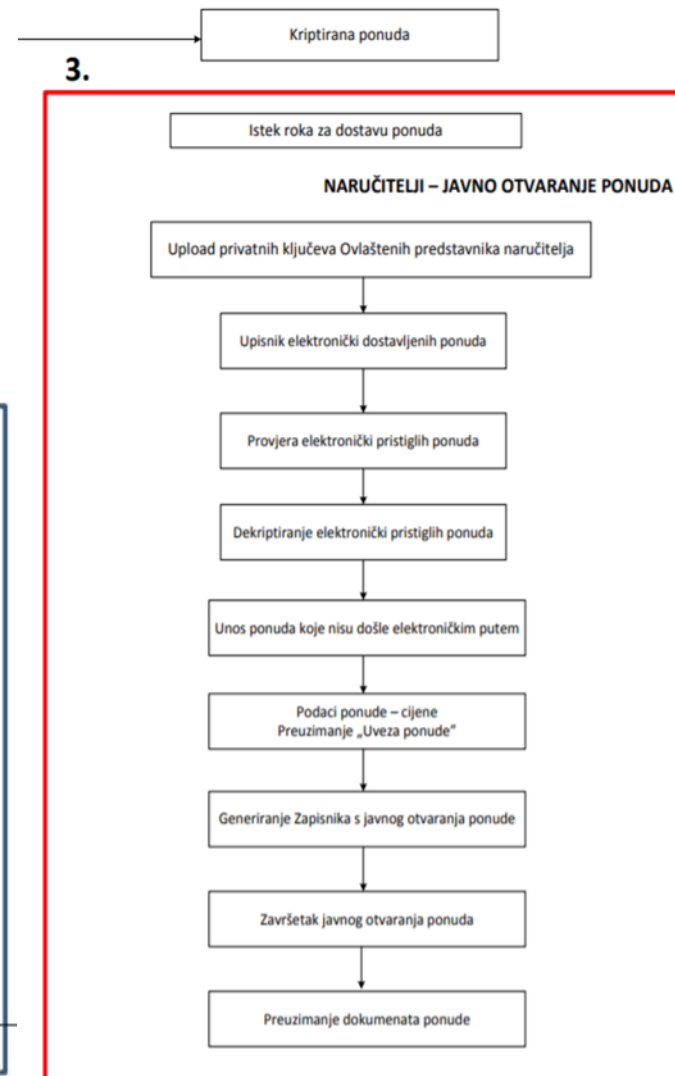 Kriptirana ponuda
3.
Istek roka za dostavu ponuda
NARUČITELJI – JAVNO OTVARANJE PONUDA
Upload privatnih ključeva Ovlaštenih predstavnika naručitelja
Upisnik elektronički dostavljenih ponuda
Provjera elektronički pristiglih ponuda
Dekriptiranje elektronički pristiglih ponuda
Unos ponuda koje nisu došle elektroničkim putem
Podaci ponude – cijene
Preuzimanje „Uveza ponude“
Generiranje Zapisnika s javnog otvaranja ponude
Završetak javnog otvaranja ponuda
Preuzimanje dokumenata ponude